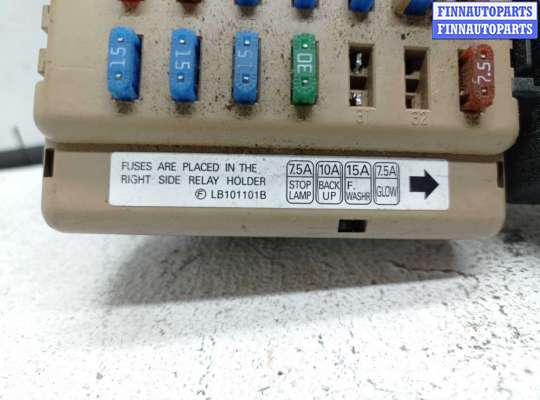 FINNAUTOPARTS
FINNAUTOPARTS
15 15 15 30 7.5
31 32
FUSES ARE PLACED IN THE
RIGHT SIDE RELAY HOLDER
F LB101101B
7.5A 10A 15A 7.5A
STOP LAMP BACK UP F. WASHR GLOW